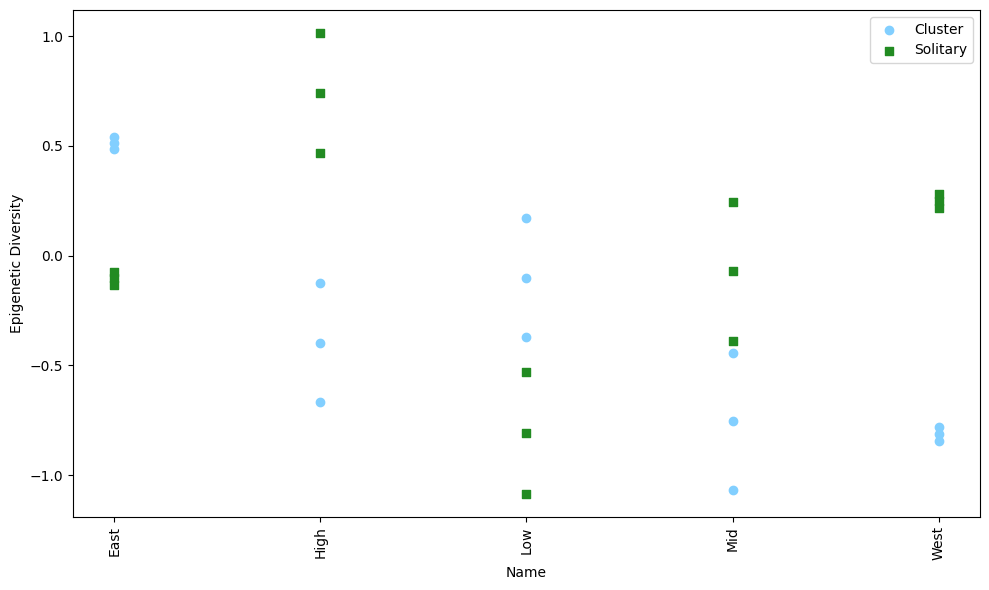 Cluster
Solitary
Epigenetic Diversity
1.0
0.5
0.0
−0.5
−1.0
East
High
Low
Mid
West
Name